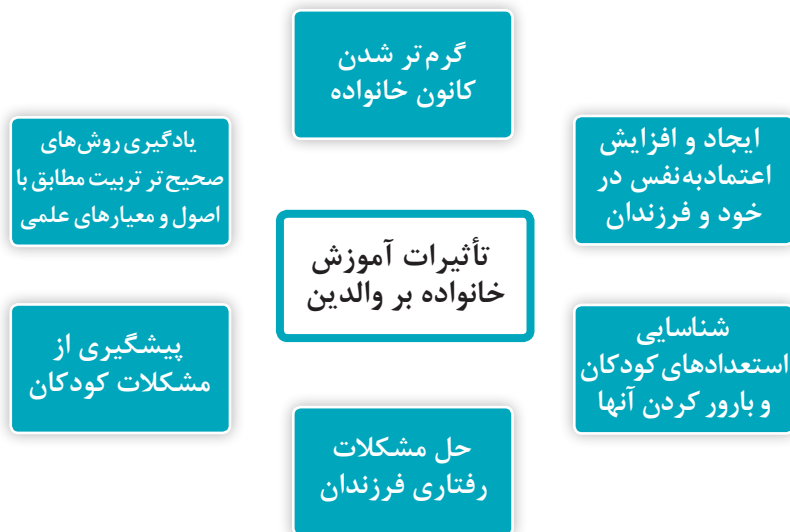 گرم‌تر شدن
کانون خانواده
ایجاد و افزایش
اعتمادبه‌نفس در
خود و فرزندان
یادگیری روش‌های
صحیح‌تر تربیت مطابق با
اصول و معیارهای علمی
تأثیرات آموزش
خانواده بر والدین
شناسایی
استعدادهای کودکان
و بارور کردن آنها
پیشگیری از
مشکلات کودکان
حل مشکلات
رفتاری فرزندان